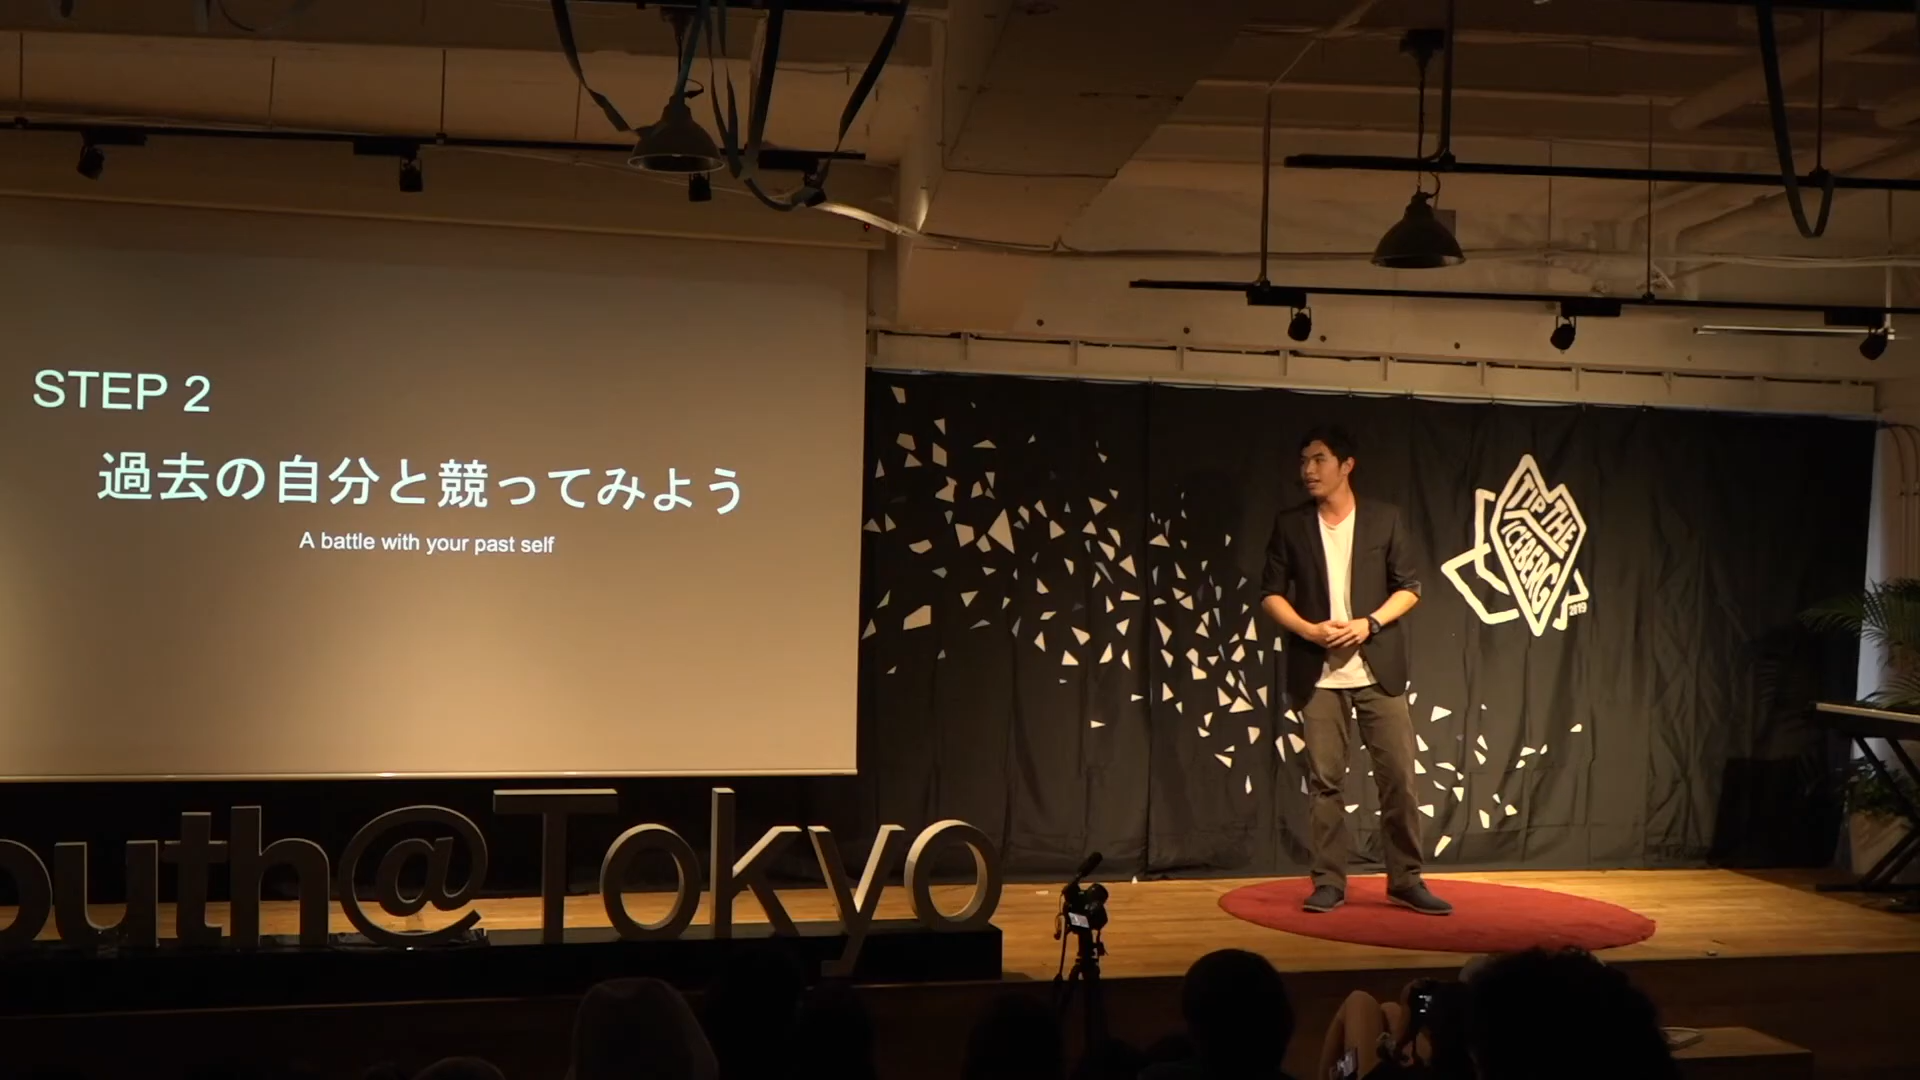 STEP 2
過去の自分と競ってみよう
A battle with your past self
TIP THE
ICEBERG
2019
outh@Tokyo